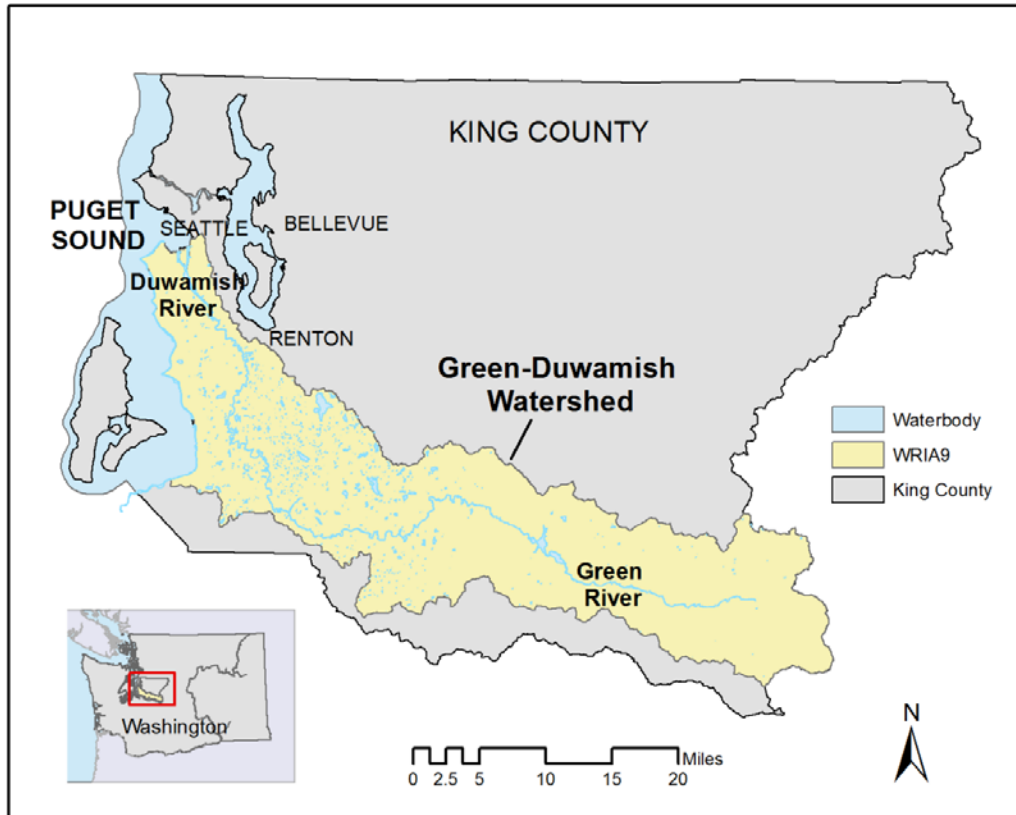 KING COUNTY
PUGET
SOUND
SEATTLE
BELLEVUE
Duwamish
River
RENTON
Green-Duwamish
Watershed
Waterbody
WRIA9
King County
Green
River
Washington
N
Miles
0 2.5 5 10 15 20